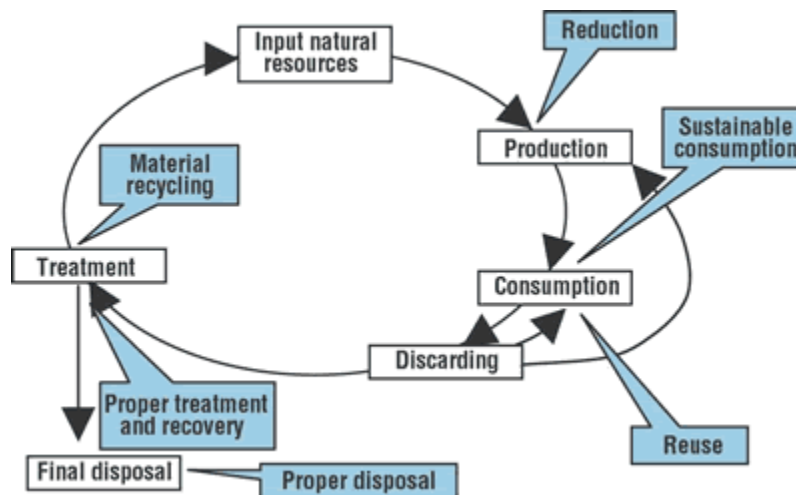 Input natural
resources
Reduction
Production
Sustainable
consumption
Material
recycling
Treatment
Consumption
Discarding
Proper treatment
and recovery
Reuse
Final disposal
Proper disposal